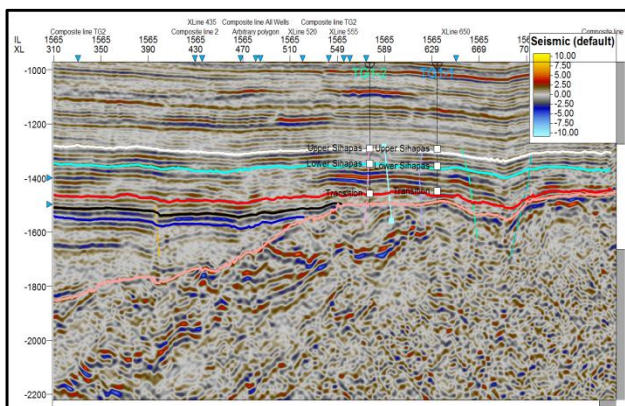 XLine 435 Composite line All Wells Composite line TG2
Composite line TG2 Composite line 2 Arbitrary polygon XLine 520 XLine 555 XLine 650 Composite line
IL 1565 1565 1565 1565 1565 1565 1565 1565 1565 1565
XL 310 350 390 430 469 510 549 589 629 669 70
Seismic (default)
10.00
7.50
5.00
2.50
0.00
-2.50
-5.00
-7.50
-10.00
-1000
-1200
Upper Sihapas Upper Sihapas
Lower Sihapas Lower Sihapas
-1400
Transition Transition
-1600
-1800
-2000
-2200